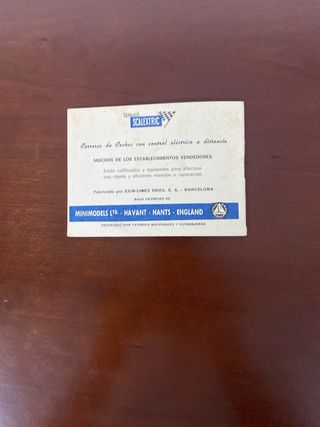 SCALEXTRIC
Carreras de Coches con control eléctrico a distancia
MUCHOS DE LOS ESTABLECIMIENTOS VENDEDORES
Están calificados y equipados para efectuar
una rápida y eficiente revisión o reparación
Fabricado por EXIN-LINES BROS. S. A. - BARCELONA
BAJO LICENCIAS DE
MINIMODELS LTD. - HAVANT - HANTS - ENGLAND
PROTEGIDO POR PATENTES NACIONALES Y EXTRANJERAS